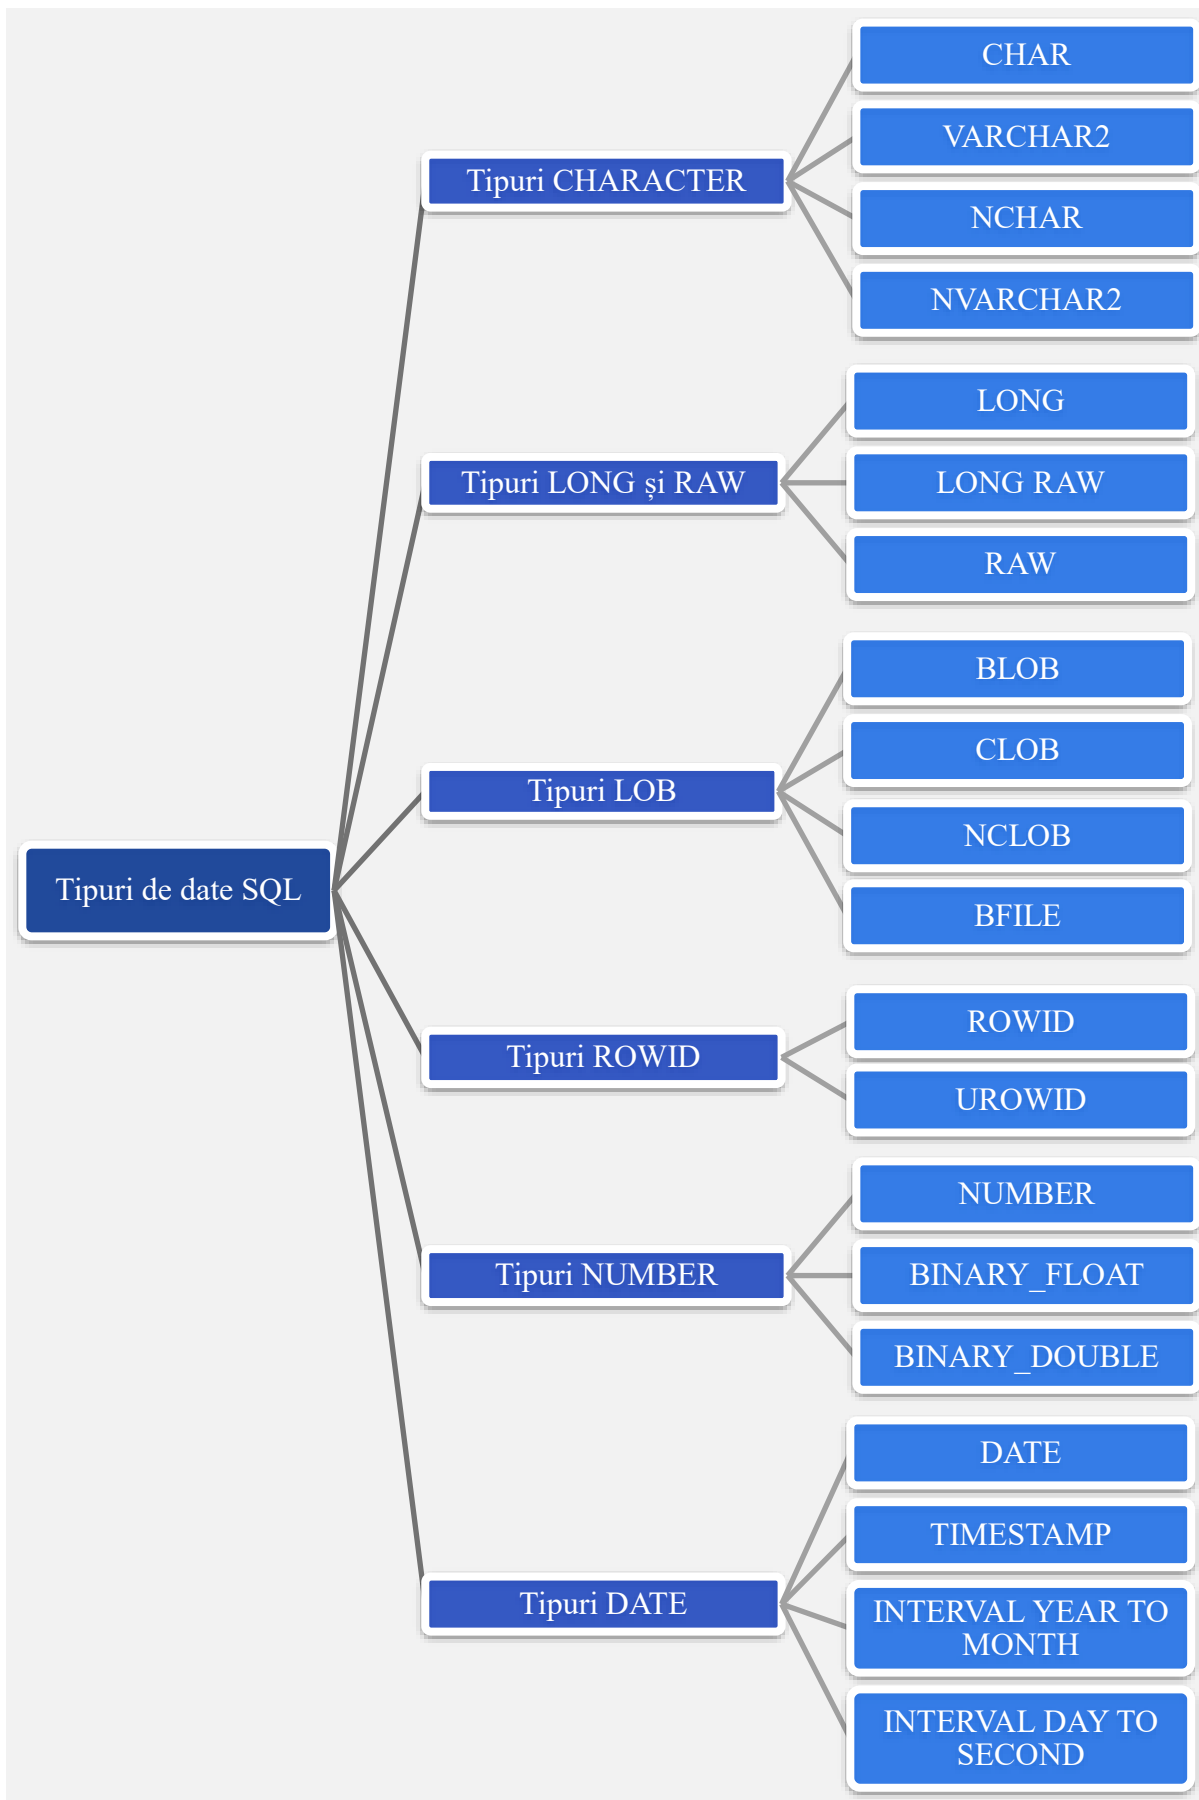 Tipuri de date SQL
Tipuri CHARACTER
CHAR
VARCHAR2
NCHAR
NVARCHAR2
Tipuri LONG și RAW
LONG
LONG RAW
RAW
Tipuri LOB
BLOB
CLOB
NCLOB
BFILE
Tipuri ROWID
ROWID
UROWID
Tipuri NUMBER
NUMBER
BINARY_FLOAT
BINARY_DOUBLE
Tipuri DATE
DATE
TIMESTAMP
INTERVAL YEAR TO
MONTH
INTERVAL DAY TO
SECOND